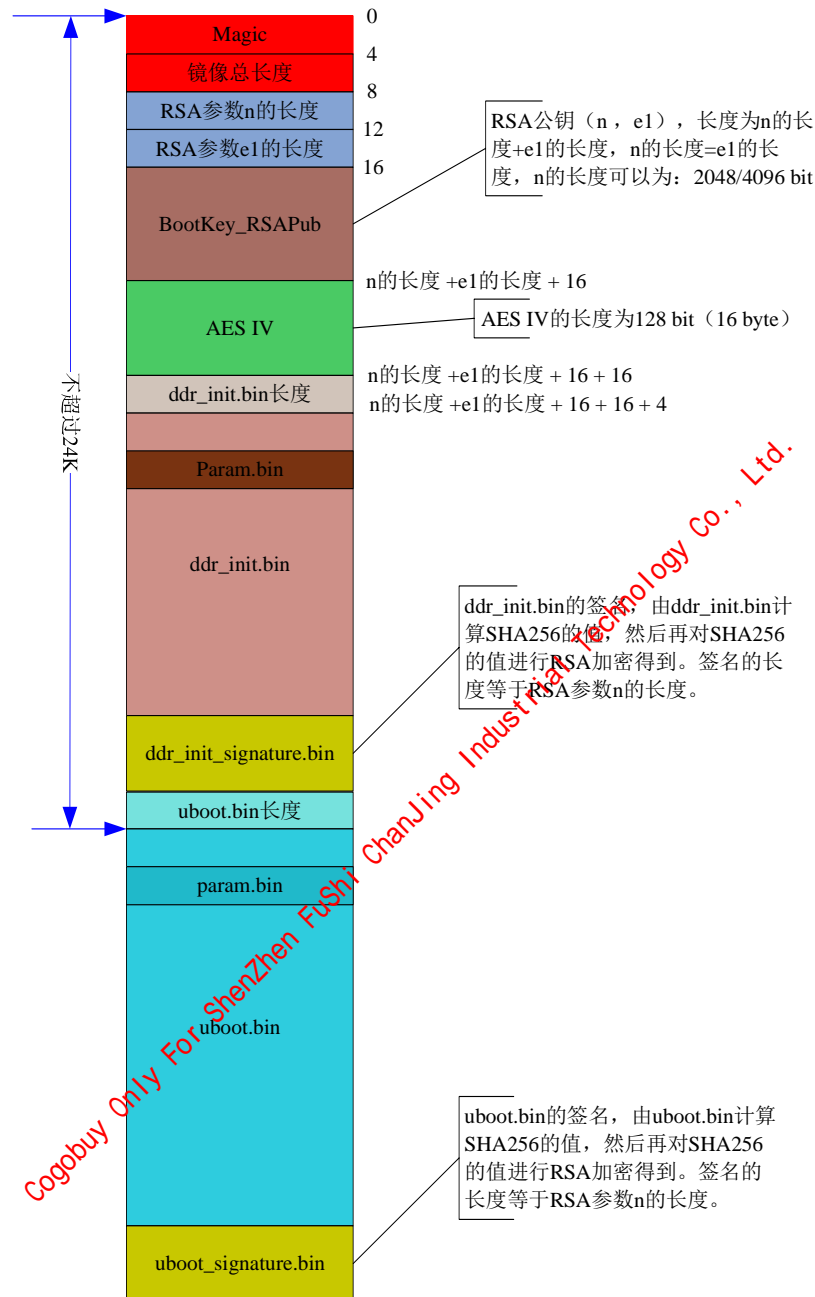 0
Magic
4
镜像总长度
8
RSA参数n的长度
12
RSA参数e1的长度
16
RSA公钥（n ，e1），长度为n的长
度+e1的长度，n的长度=e1的长
度，n的长度可以为：2048/4096 bit
BootKey_RSAPub
n的长度 +e1的长度 + 16
AES IV
AES IV的长度为128 bit（16 byte）
n的长度 +e1的长度 + 16 + 16
ddr_init.bin长度
n的长度 +e1的长度 + 16 + 16 + 4
不超过24K
Param.bin
ddr_init.bin
ddr_init.bin的签名，由ddr_init.bin计
算SHA256的值，然后再对SHA256
的值进行RSA加密得到。签名的长
度等于RSA参数n的长度。
ddr_init_signature.bin
uboot.bin长度
param.bin
uboot.bin
uboot.bin的签名，由uboot.bin计算
SHA256的值，然后再对SHA256
的值进行RSA加密得到。签名的
长度等于RSA参数n的长度。
uboot_signature.bin
Cogobuy Only For ShenZhen FuShi ChanJing Industrial Technology Co., Ltd.